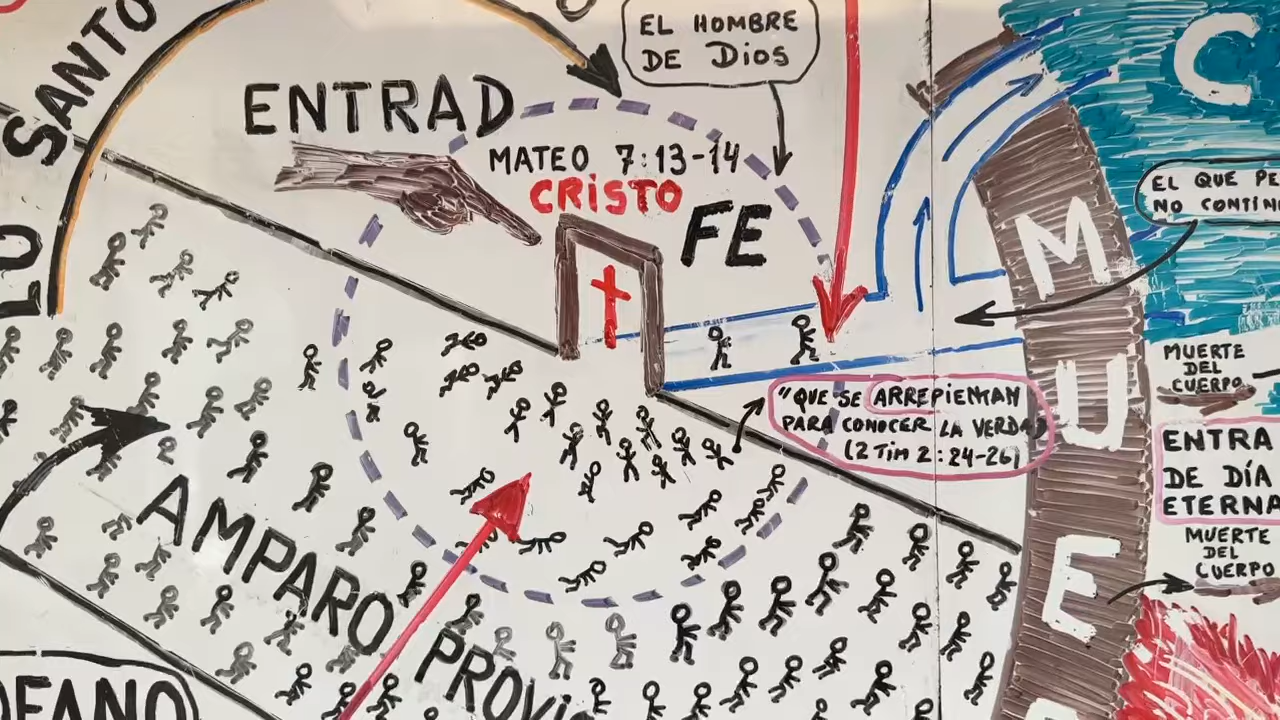 LO SANTO
EL HOMBRE
DE Dios
ENTRAD
MATEO 7:13-14
CRiSTO
FE
C
EL QUE PE
NO CONTIN
"QUE SE ARREPIENTAN
PARA CONOCER LA VERDAD
(2 TiM 2:24-26)
MUE
MUERTE
DEL
CUERPO
ENTRA
DE DÍA
ETERNA
MUERTE
DEL
CUERPO
AMPARO PROVi
OFANO